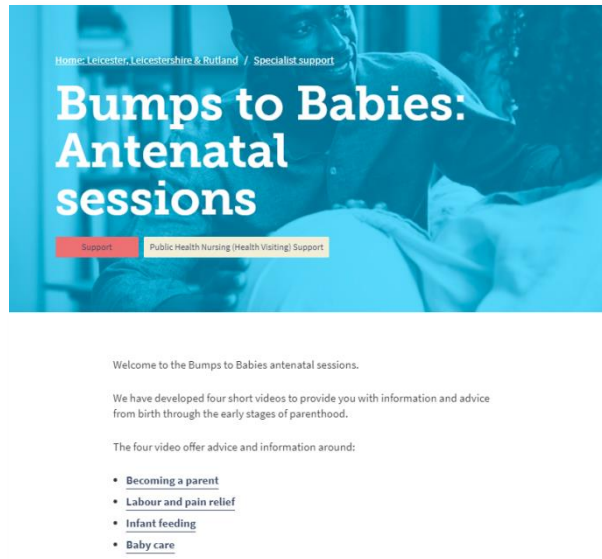 Home: Leicester, Leicestershire & Rutland / Specialist support
Bumps to Babies:
Antenatal
sessions
Support
Public Health Nursing (Health Visiting) Support
Welcome to the Bumps to Babies antenatal sessions.
We have developed four short videos to provide you with information and advice
from birth through the early stages of parenthood.
The four video offer advice and information around:
• Becoming a parent
• Labour and pain relief
• Infant feeding
• Baby care